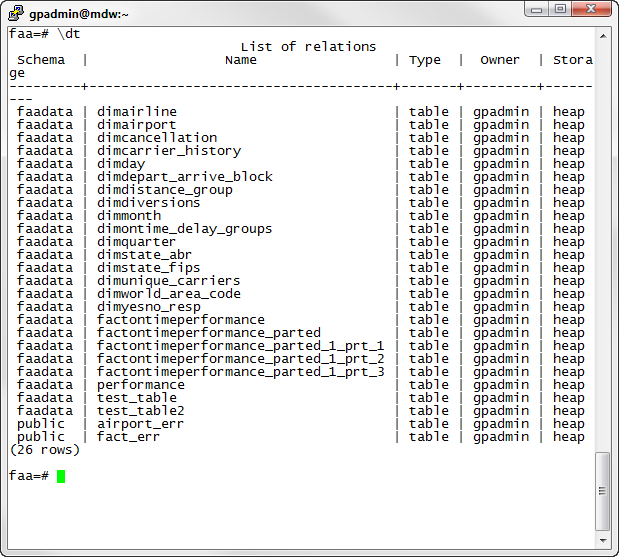 gpadmin@mdw:~
faa=# \dt
                             List of relations
 Schema  |                 Name                 | Type  |  Owner  | Stora
ge
---------+--------------------------------------+-------+---------+------
---
 faadata | dimairline                           | table | gpadmin | heap
 faadata | dimairport                           | table | gpadmin | heap
 faadata | dimcancellation                      | table | gpadmin | heap
 faadata | dimcarrier_history                   | table | gpadmin | heap
 faadata | dimday                               | table | gpadmin | heap
 faadata | dimdepart_arrive_block               | table | gpadmin | heap
 faadata | dimdistance_group                    | table | gpadmin | heap
 faadata | dimdiversions                        | table | gpadmin | heap
 faadata | dimmonth                             | table | gpadmin | heap
 faadata | dimontime_delay_groups               | table | gpadmin | heap
 faadata | dimquarter                           | table | gpadmin | heap
 faadata | dimstate_abr                         | table | gpadmin | heap
 faadata | dimstate_fips                        | table | gpadmin | heap
 faadata | dimunique_carriers                   | table | gpadmin | heap
 faadata | dimworld_area_code                   | table | gpadmin | heap
 faadata | dimyesno_resp                        | table | gpadmin | heap
 faadata | factontimeperformance                | table | gpadmin | heap
 faadata | factontimeperformance_parted         | table | gpadmin | heap
 faadata | factontimeperformance_parted_1_prt_1 | table | gpadmin | heap
 faadata | factontimeperformance_parted_1_prt_2 | table | gpadmin | heap
 faadata | factontimeperformance_parted_1_prt_3 | table | gpadmin | heap
 faadata | performance                          | table | gpadmin | heap
 faadata | test_table                           | table | gpadmin | heap
 faadata | test_table2                          | table | gpadmin | heap
 public  | airport_err                          | table | gpadmin | heap
 public  | fact_err                             | table | gpadmin | heap
(26 rows)
faa=#